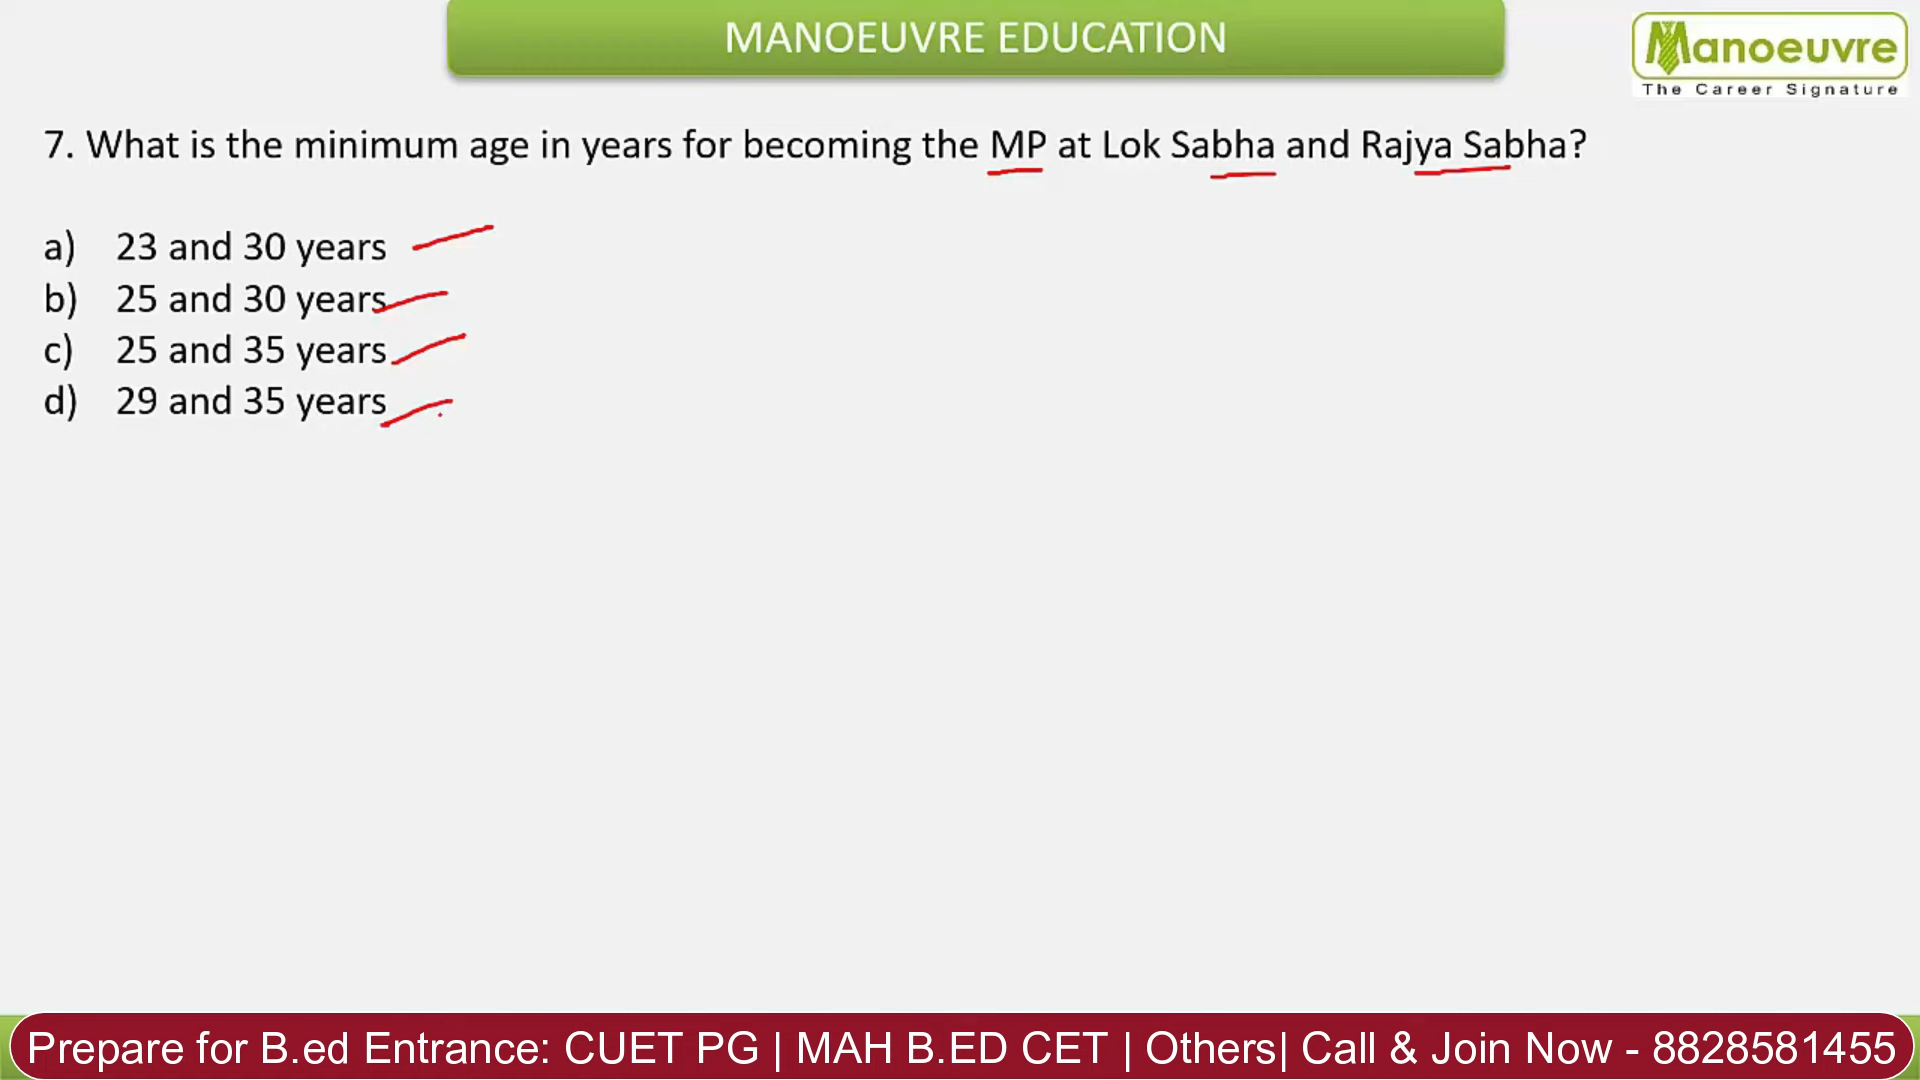 MANOEUVRE EDUCATION
Manoeuvre
The Career Signature
7. What is the minimum age in years for becoming the MP at Lok Sabha and Rajya Sabha?
a) 23 and 30 years
b) 25 and 30 years
c) 25 and 35 years
d) 29 and 35 years
Prepare for B.ed Entrance: CUET PG | MAH B.ED CET | Others| Call & Join Now - 8828581455